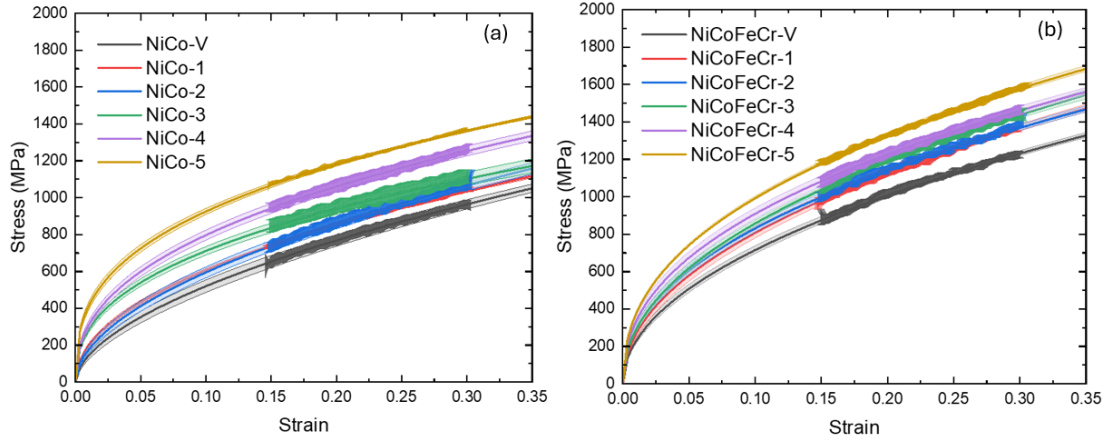 (a)
NiCo-V
NiCo-1
NiCo-2
NiCo-3
NiCo-4
NiCo-5
2000
1800
1600
1400
1200
1000
800
600
400
200
0
Stress (MPa)
0.00 0.05 0.10 0.15 0.20 0.25 0.30 0.35
Strain
(b)
NiCoFeCr-V
NiCoFeCr-1
NiCoFeCr-2
NiCoFeCr-3
NiCoFeCr-4
NiCoFeCr-5
2000
1800
1600
1400
1200
1000
800
600
400
200
0
Stress (MPa)
0.00 0.05 0.10 0.15 0.20 0.25 0.30 0.35
Strain